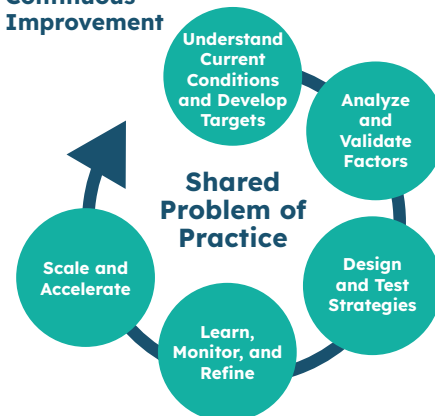 Continuous
Improvement
Understand
Current
Conditions
and Develop
Targets
Analyze
and
Validate
Factors
Shared
Problem of
Practice
Design
and Test
Strategies
Learn,
Monitor, and
Refine
Scale and
Accelerate